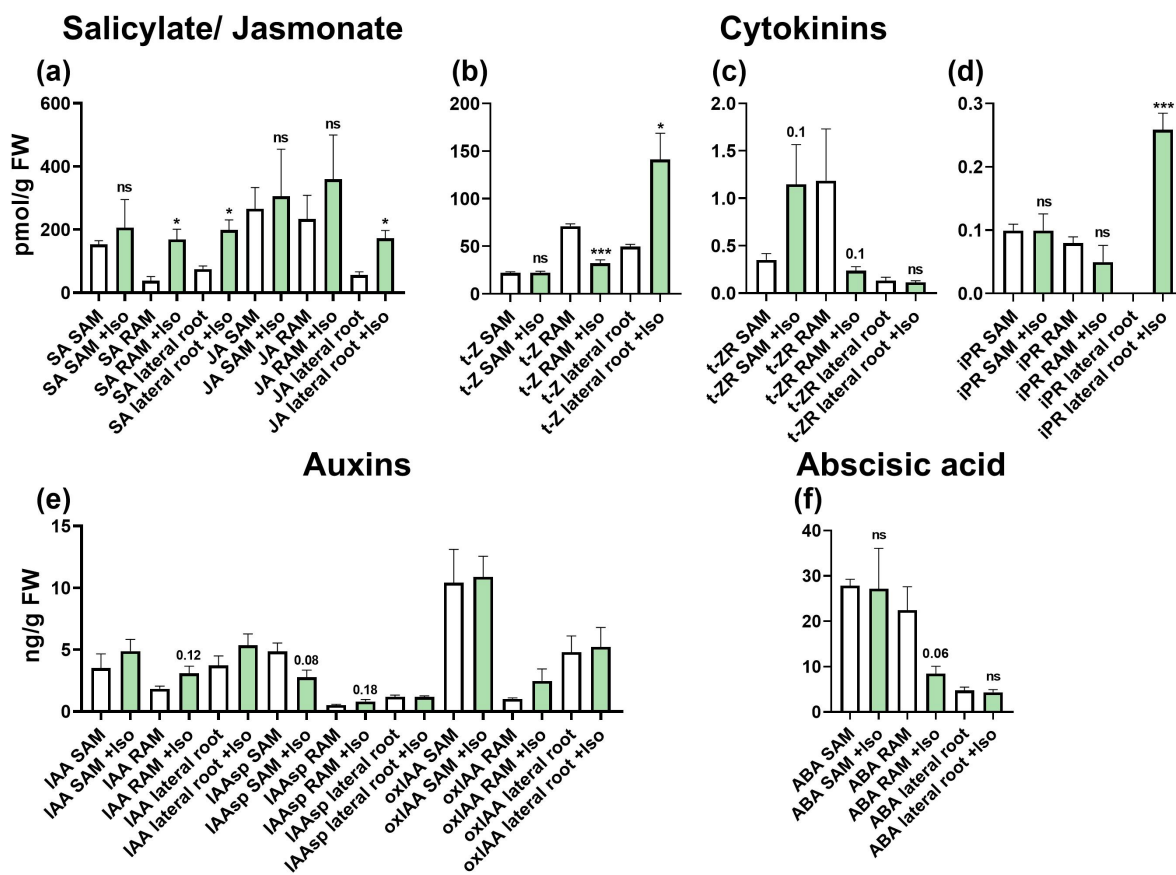 Salicylate/ Jasmonate
Cytokinins
(a)
(b)
(c)
(d)
pmol/g FW
600
400
200
0
ns
*
*
ns
ns
*
SA SAM
SA SAM +Iso
SA RAM
SA RAM +Iso
SA lateral root
SA lateral root +Iso
JA SAM
JA SAM +Iso
JA RAM
JA RAM +Iso
JA lateral root
JA lateral root +Iso
200
150
100
50
0
ns
***
*
t-Z SAM
t-Z SAM +Iso
t-Z RAM
t-Z RAM +Iso
t-Z lateral root
t-Z lateral root +Iso
2.0
1.5
1.0
0.5
0.0
0.1
0.1
ns
t-ZR SAM
t-ZR SAM +Iso
t-ZR RAM
t-ZR RAM +Iso
t-ZR lateral root
t-ZR lateral root +Iso
0.3
0.2
0.1
0.0
ns
ns
***
iPR SAM
iPR SAM +Iso
iPR RAM
iPR RAM +Iso
iPR lateral root
iPR lateral root +Iso
Auxins
Abscisic acid
(e)
(f)
ng/g FW
15
10
5
0
0.12
0.08
0.18
IAA SAM
IAA SAM +Iso
IAA RAM
IAA RAM +Iso
IAA lateral root
IAA lateral root +Iso
IAAsp SAM
IAAsp SAM +Iso
IAAsp RAM
IAAsp RAM +Iso
IAAsp lateral root
IAAsp lateral root +Iso
oxIAA SAM
oxIAA SAM +Iso
oxIAA RAM
oxIAA RAM +Iso
oxIAA lateral root
oxIAA lateral root +Iso
40
30
20
10
0
ns
0.06
ns
ABA SAM
ABA SAM +Iso
ABA RAM
ABA RAM +Iso
ABA lateral root
ABA lateral root +Iso